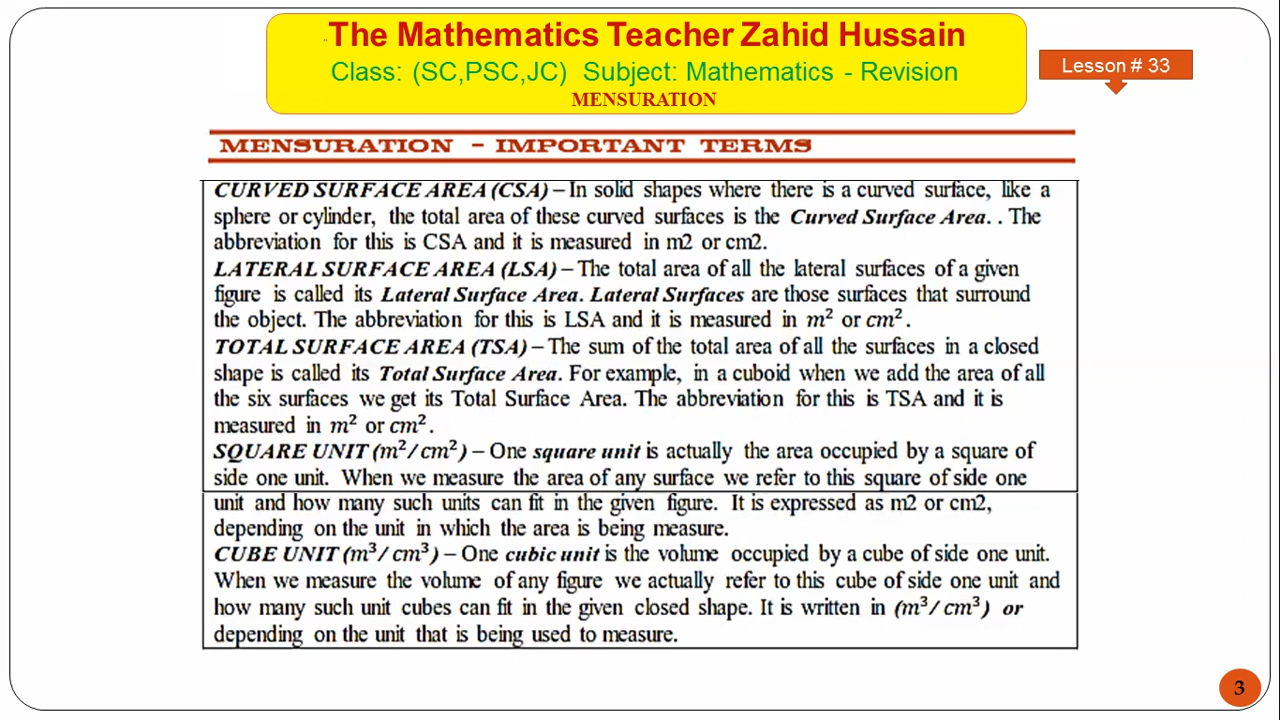 The Mathematics Teacher Zahid Hussain
Class: (SC,PSC,JC) Subject: Mathematics - Revision
MENSURATION
Lesson # 33
MENSURATION - IMPORTANT TERMS
CURVED SURFACE AREA (CSA) – In solid shapes where there is a curved surface, like a
sphere or cylinder, the total area of these curved surfaces is the Curved Surface Area. . The
abbreviation for this is CSA and it is measured in m2 or cm2.
LATERAL SURFACE AREA (LSA) – The total area of all the lateral surfaces of a given
figure is called its Lateral Surface Area. Lateral Surfaces are those surfaces that surround
the object. The abbreviation for this is LSA and it is measured in m² or cm².
TOTAL SURFACE AREA (TSA) – The sum of the total area of all the surfaces in a closed
shape is called its Total Surface Area. For example, in a cuboid when we add the area of all
the six surfaces we get its Total Surface Area. The abbreviation for this is TSA and it is
measured in m² or cm².
SQUARE UNIT (m²/cm²) – One square unit is actually the area occupied by a square of
side one unit. When we measure the area of any surface we refer to this square of side one
unit and how many such units can fit in the given figure. It is expressed as m2 or cm2,
depending on the unit in which the area is being measure.
CUBE UNIT (m³/cm³) – One cubic unit is the volume occupied by a cube of side one unit.
When we measure the volume of any figure we actually refer to this cube of side one unit and
how many such unit cubes can fit in the given closed shape. It is written in (m³/cm³) or
depending on the unit that is being used to measure.
3